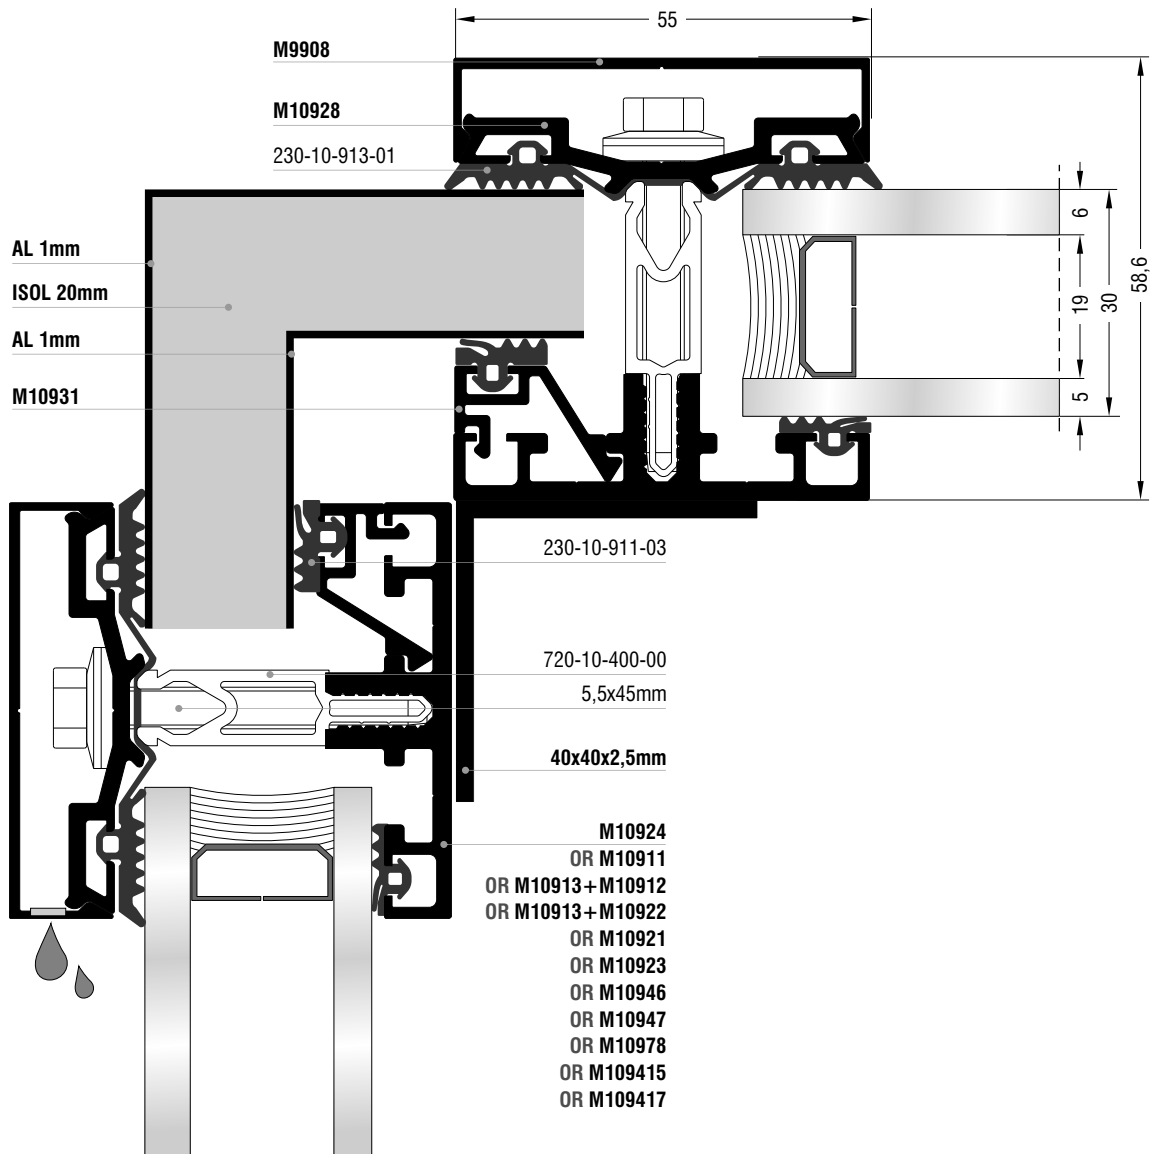 55
M9908
M10928
230-10-913-01
AL 1mm
ISOL 20mm
AL 1mm
M10931
6
19
5
30
58,6
230-10-911-03
720-10-400-00
5,5x45mm
40x40x2,5mm
M10924
OR M10911
OR M10913+M10912
OR M10913+M10922
OR M10921
OR M10923
OR M10946
OR M10947
OR M10978
OR M109415
OR M109417